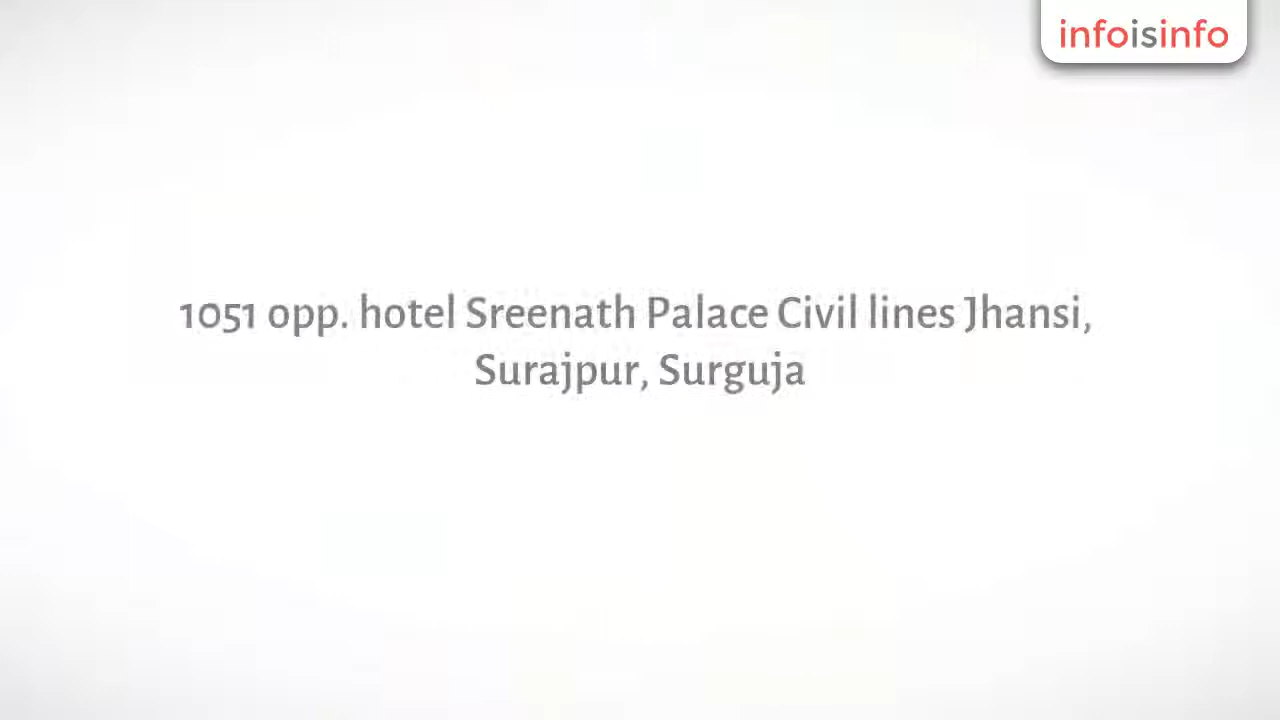 infoisinfo
1051 opp. hotel Sreenath Palace Civil lines Jhansi,
Surajpur, Surguja